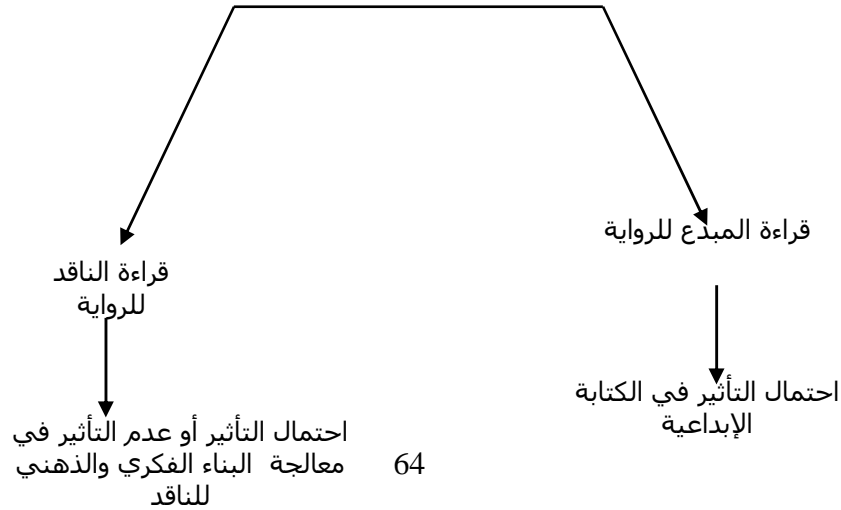 قراءة المبدع للرواية
قراءة الناقد
للرواية
احتمال التأثير في الكتابة
الإبداعية
احتمال التأثير أو عدم التأثير في
معالجة البناء الفكري والذهني
للناقد
64